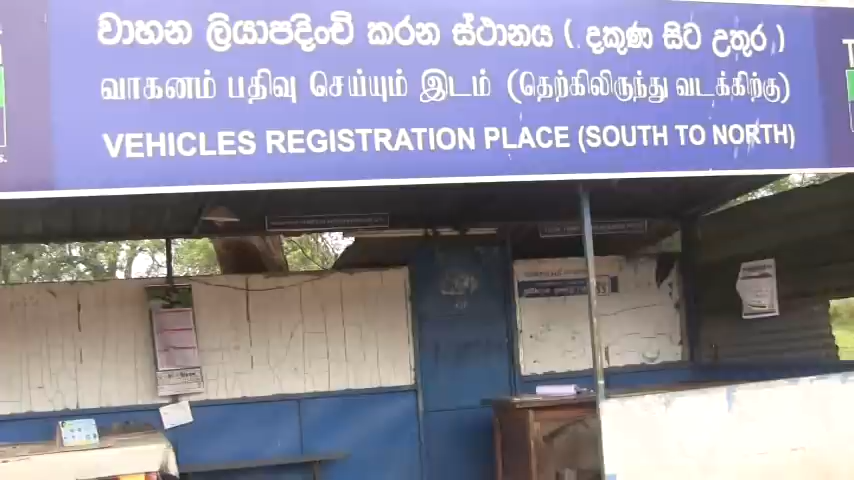 වාහන ලියාපදිංචි කරන ස්ථානය ( දකුණ සිට උතුර )
வாகனம் பதிவு செய்யும் இடம் (தெற்கிலிருந்து வடக்கிற்கு)
VEHICLES REGISTRATION PLACE (SOUTH TO NORTH)